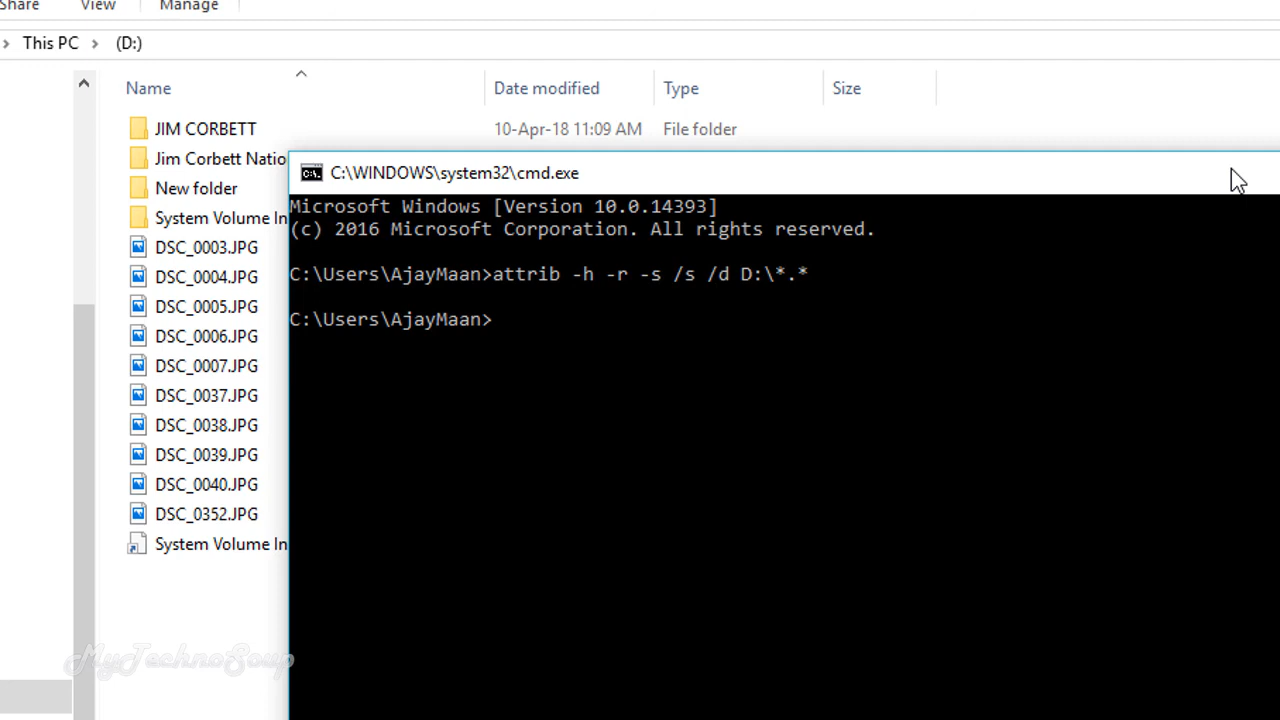 Share View Manage
This PC (D:)
Name Date modified Type Size
JIM CORBETT 10-Apr-18 11:09 AM File folder
Jim Corbett Natio
New folder
System Volume In
DSC_0003.JPG
DSC_0004.JPG
DSC_0005.JPG
DSC_0006.JPG
DSC_0007.JPG
DSC_0037.JPG
DSC_0038.JPG
DSC_0039.JPG
DSC_0040.JPG
DSC_0352.JPG
System Volume In
C:\WINDOWS\system32\cmd.exe
Microsoft Windows [Version 10.0.14393]
(c) 2016 Microsoft Corporation. All rights reserved.
C:\Users\AjayMaan>attrib -h -r -s /s /d D:\*.*
C:\Users\AjayMaan>
MyTechnoSoup